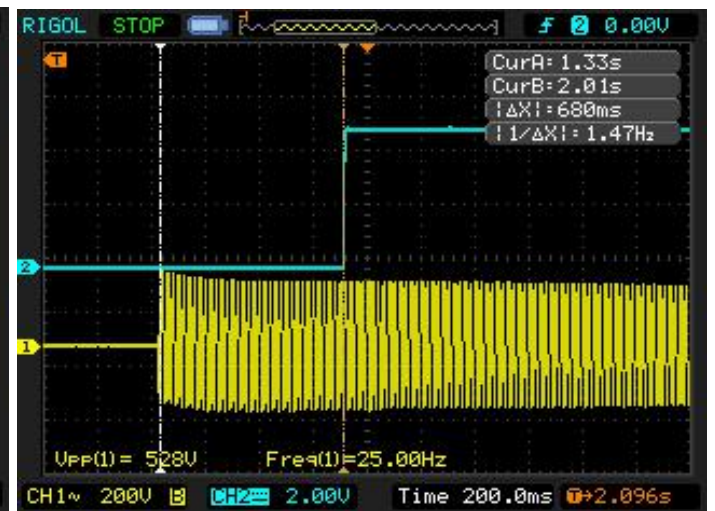 RIGOL STOP T 2 0.00V
T
CurA: 1.33s
CurB: 2.01s
|ΔX|: 680ms
|1/ΔX|: 1.47Hz
2
1
Vpp(1)= 528V Freq(1)=25.00Hz
CH1~ 200V B CH2 2.00V Time 200.0ms T→2.096s